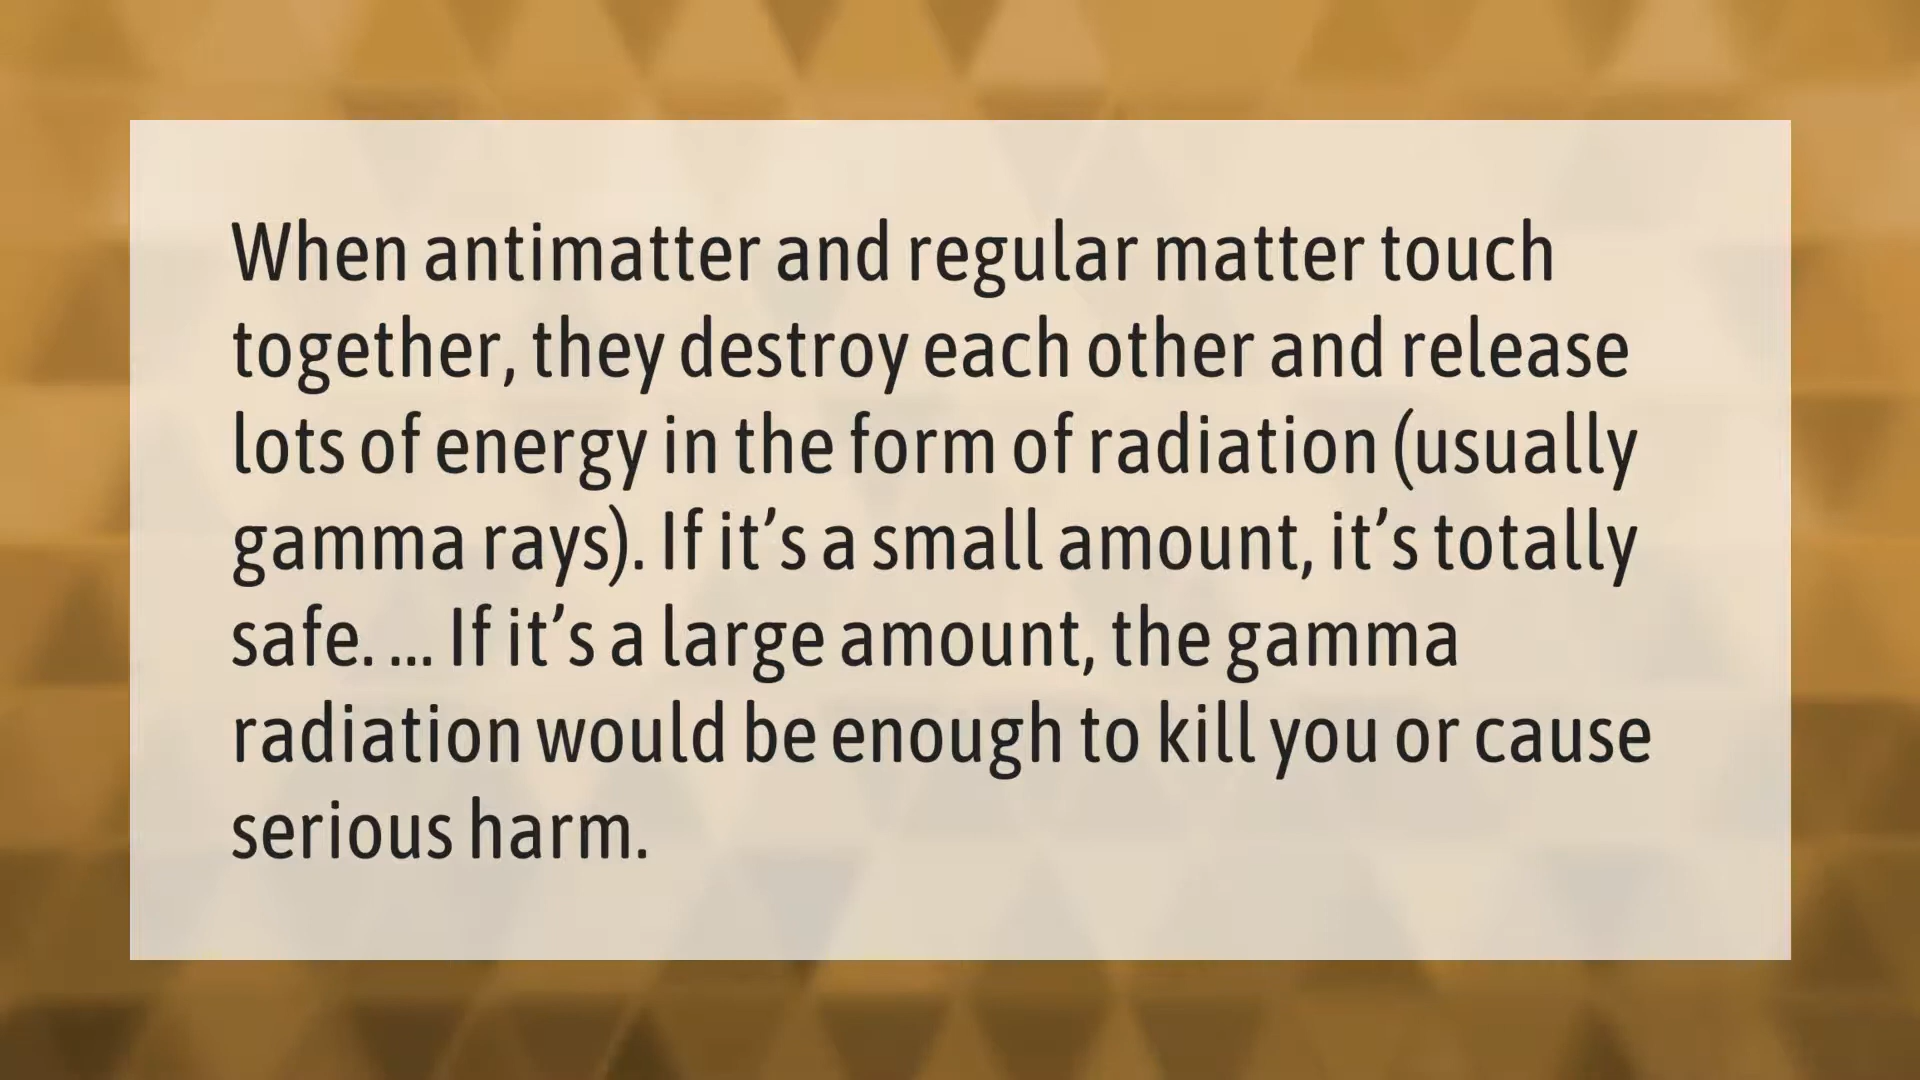 When antimatter and regular matter touch
together, they destroy each other and release
lots of energy in the form of radiation (usually
gamma rays). If it’s a small amount, it’s totally
safe. ... If it’s a large amount, the gamma
radiation would be enough to kill you or cause
serious harm.